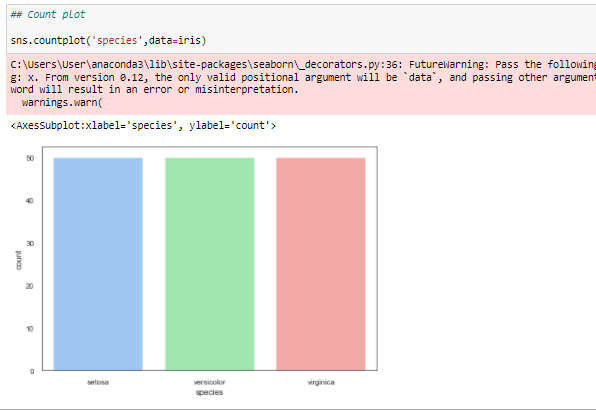 ## Count plot
sns.countplot('species',data=iris)
C:\Users\User\anaconda3\lib\site-packages\seaborn\_decorators.py:36: FutureWarning: Pass the following
g: x. From version 0.12, the only valid positional argument will be `data`, and passing other argument
word will result in an error or misinterpretation.
  warnings.warn(
<AxesSubplot:xlabel='species', ylabel='count'>
50
40
30
20
10
0
count
setosa versicolor virginica
species